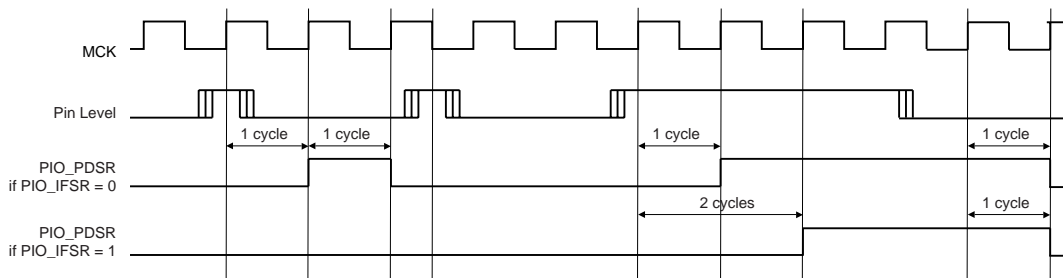 MCK
Pin Level
1 cycle 1 cycle 1 cycle 1 cycle
PIO_PDSR
if PIO_IFSR = 0
2 cycles 1 cycle
PIO_PDSR
if PIO_IFSR = 1